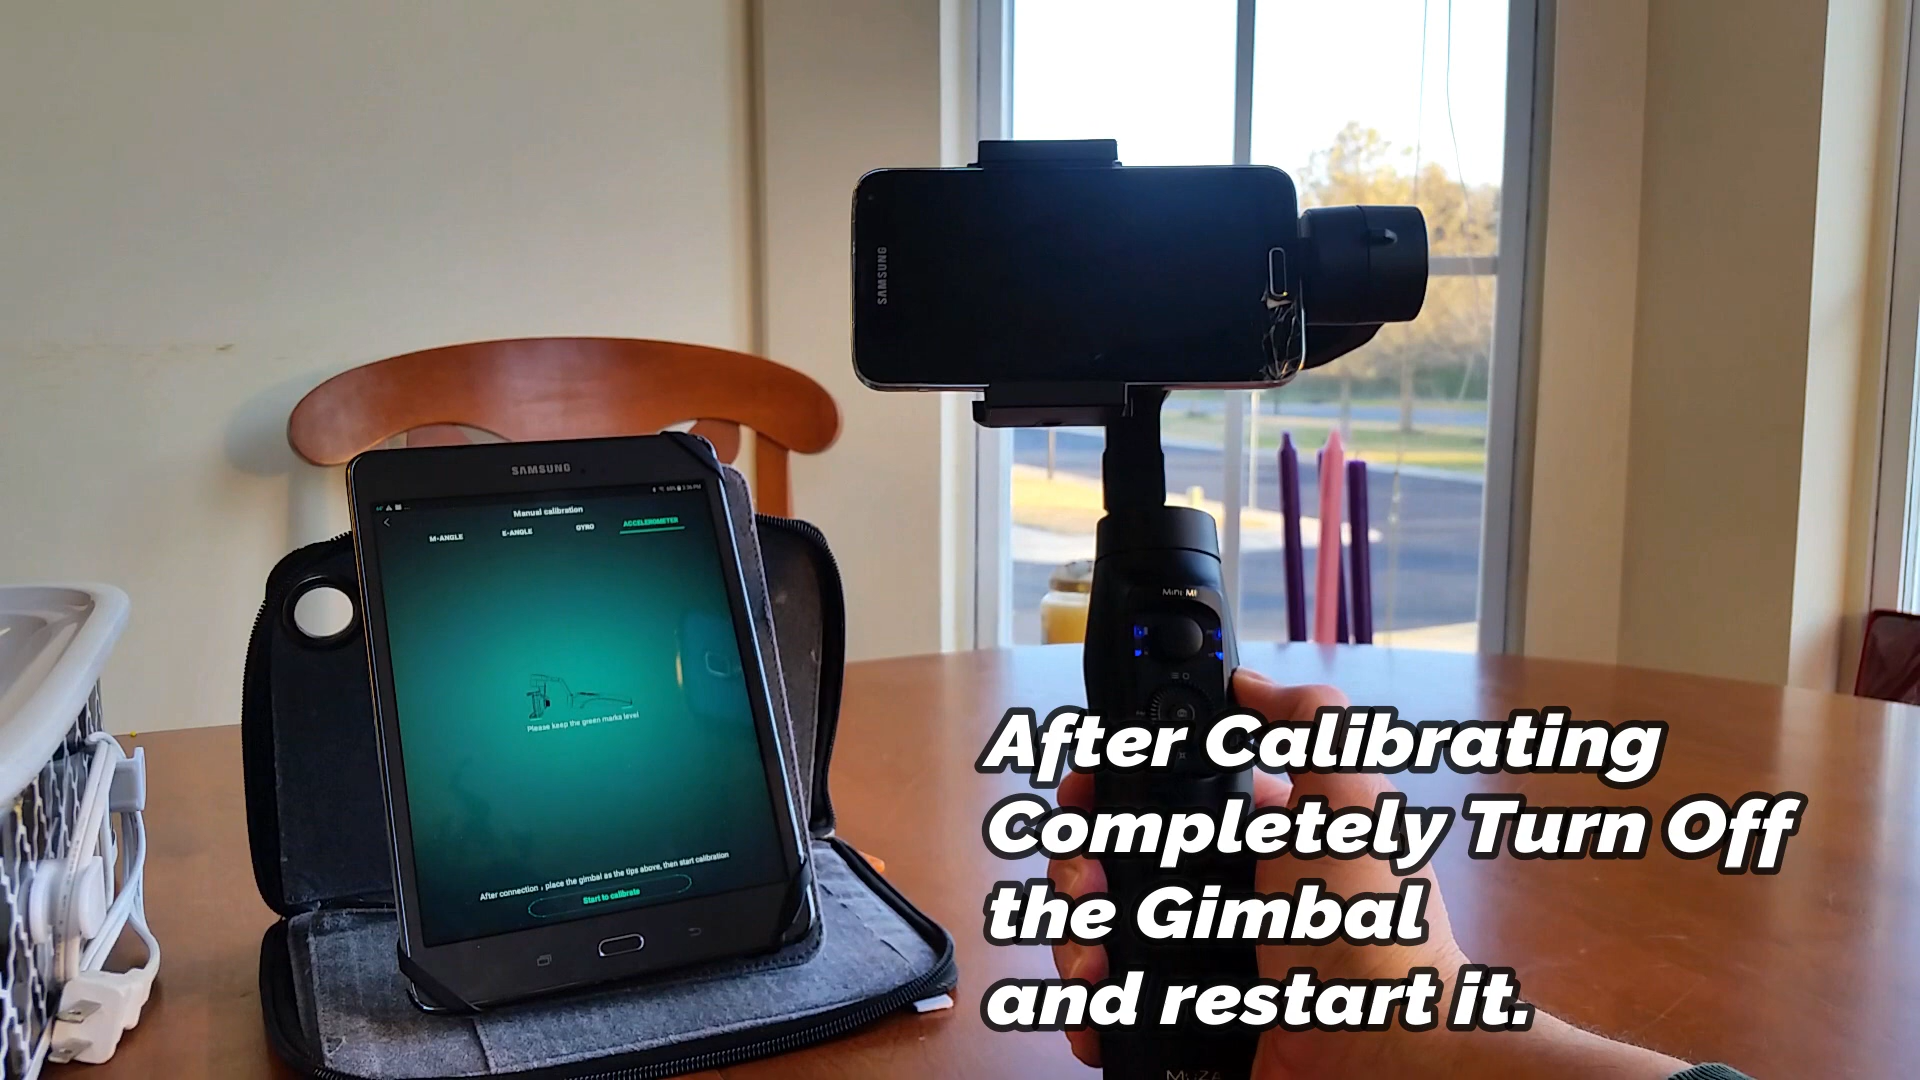 SAMSUNG
Manual calibration
M-ANGLE E-ANGLE GYRO ACCELEROMETER
Please keep the green marks level
After connection , place the gimbal as the tips above, then start calibration
Start to calibrate
SAMSUNG
After Calibrating
Completely Turn Off
the Gimbal
and restart it.